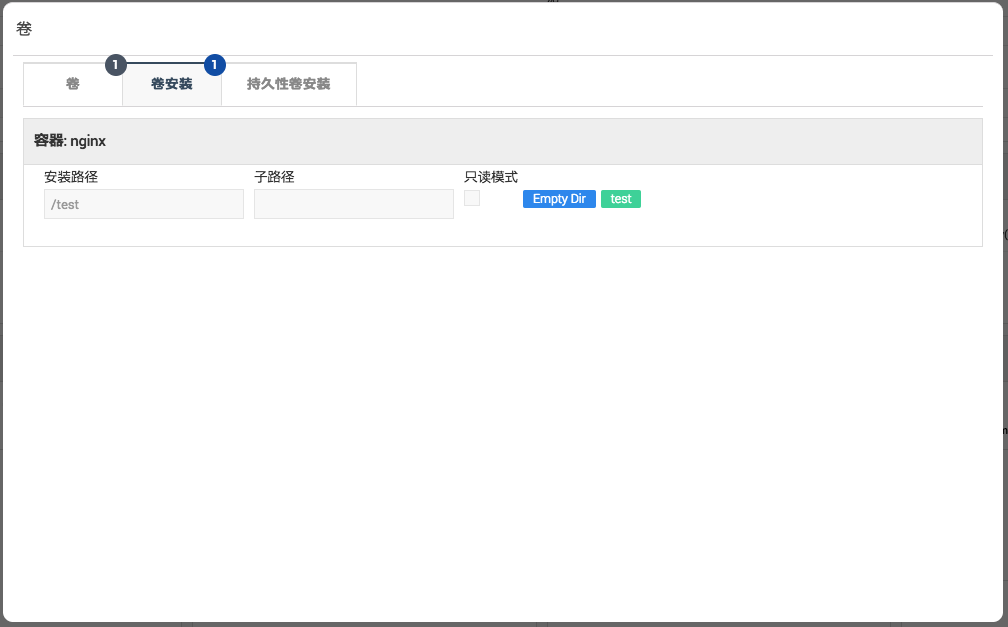 卷
卷 1 卷安装 1 持久性卷安装
容器: nginx
安装路径 子路径 只读模式
/test Empty Dir test